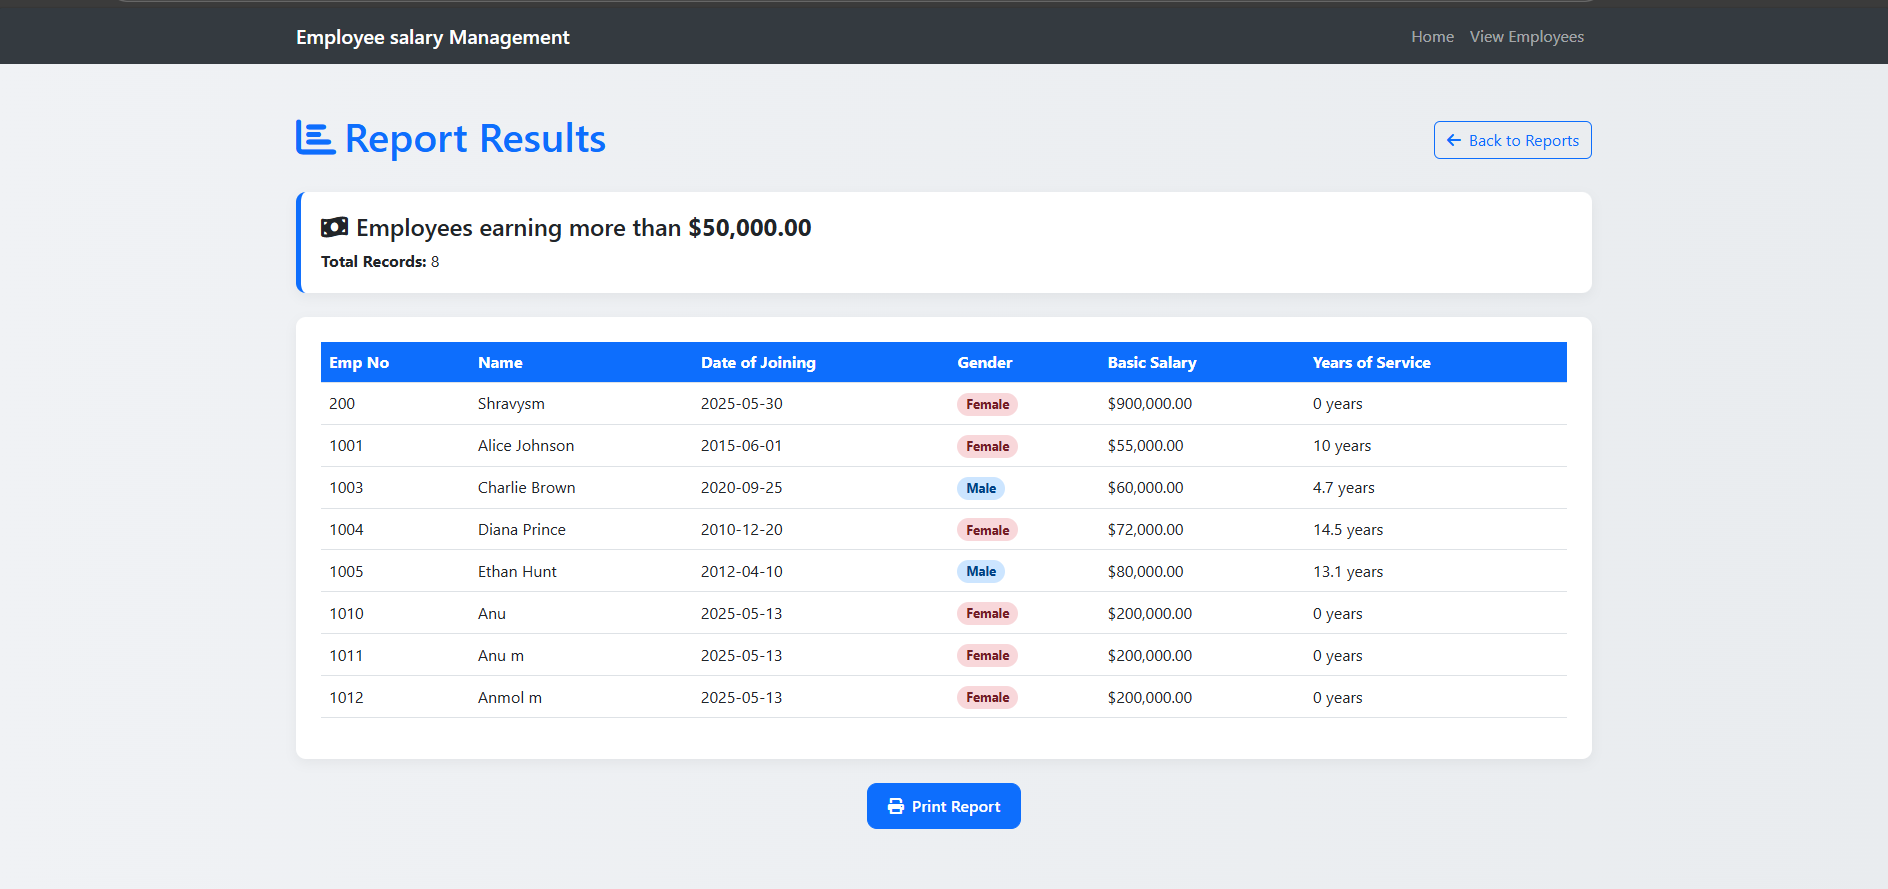 Employee salary Management
Home View Employees
Report Results
Back to Reports
Employees earning more than $50,000.00
Total Records: 8
Emp No Name Date of Joining Gender Basic Salary Years of Service
200 Shravysm 2025-05-30 Female $900,000.00 0 years
1001 Alice Johnson 2015-06-01 Female $55,000.00 10 years
1003 Charlie Brown 2020-09-25 Male $60,000.00 4.7 years
1004 Diana Prince 2010-12-20 Female $72,000.00 14.5 years
1005 Ethan Hunt 2012-04-10 Male $80,000.00 13.1 years
1010 Anu 2025-05-13 Female $200,000.00 0 years
1011 Anu m 2025-05-13 Female $200,000.00 0 years
1012 Anmol m 2025-05-13 Female $200,000.00 0 years
Print Report